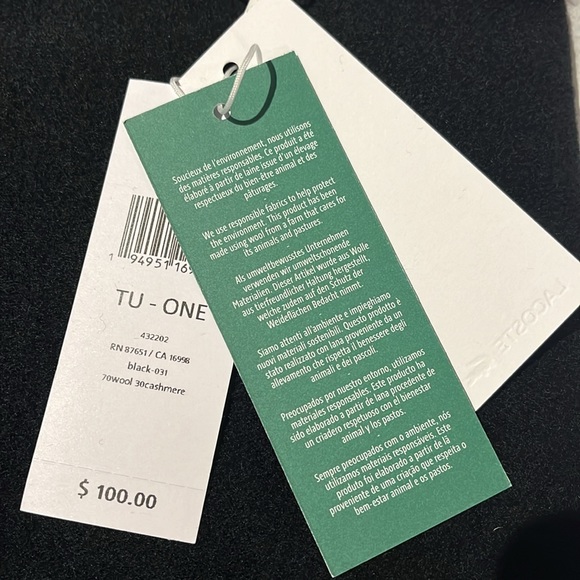 1 94951 169
TU - ONE
432202
RN 87651 / CA 16998
black-031
70wool 30cashmere
$ 100.00
Soucieux de l'environnement, nous utilisons
des matières responsables. Ce produit a été
élaboré à partir de laine issue d'un élevage
respectueux du bien-être animal et des
pâturages.
We use responsible fabrics to help protect
the environment. This product has been
made using wool from a farm that cares for
its animals and pastures.
Als umweltbewusstes Unternehmen
verwenden wir umweltschonende
Materialien. Dieser Artikel wurde aus Wolle
aus tierfreundlicher Haltung hergestellt,
welche zudem auf den Schutz der
Weideflächen Bedacht nimmt.
Siamo attenti all'ambiente e impieghiamo
nuovi materiali sostenibili. Questo prodotto è
stato realizzato con lana proveniente da un
allevamento che rispetta il benessere degli
animali e dei pascoli.
Preocupados por nuestro entorno, utilizamos
materiales responsables. Este producto ha
sido elaborado a partir de lana procedente de
un criadero respetuoso con el bienestar
animal y los pastos.
Sempre preocupados com o ambiente, nós
utilizamos materiais responsáveis. Este
produto foi elaborado a partir de lã
proveniente de uma criação que respeita o
bem-estar animal e os pastos.
LACOSTE